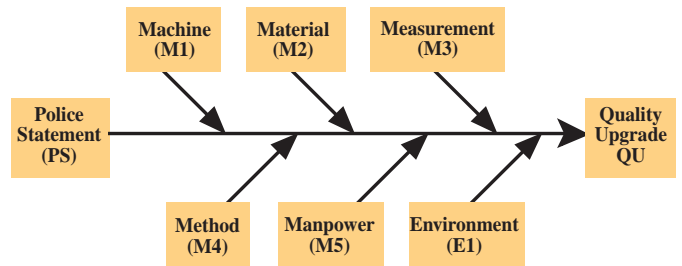 Machine
(M1)
Material
(M2)
Measurement
(M3)
Police
Statement
(PS)
Quality
Upgrade
QU
Method
(M4)
Manpower
(M5)
Environment
(E1)